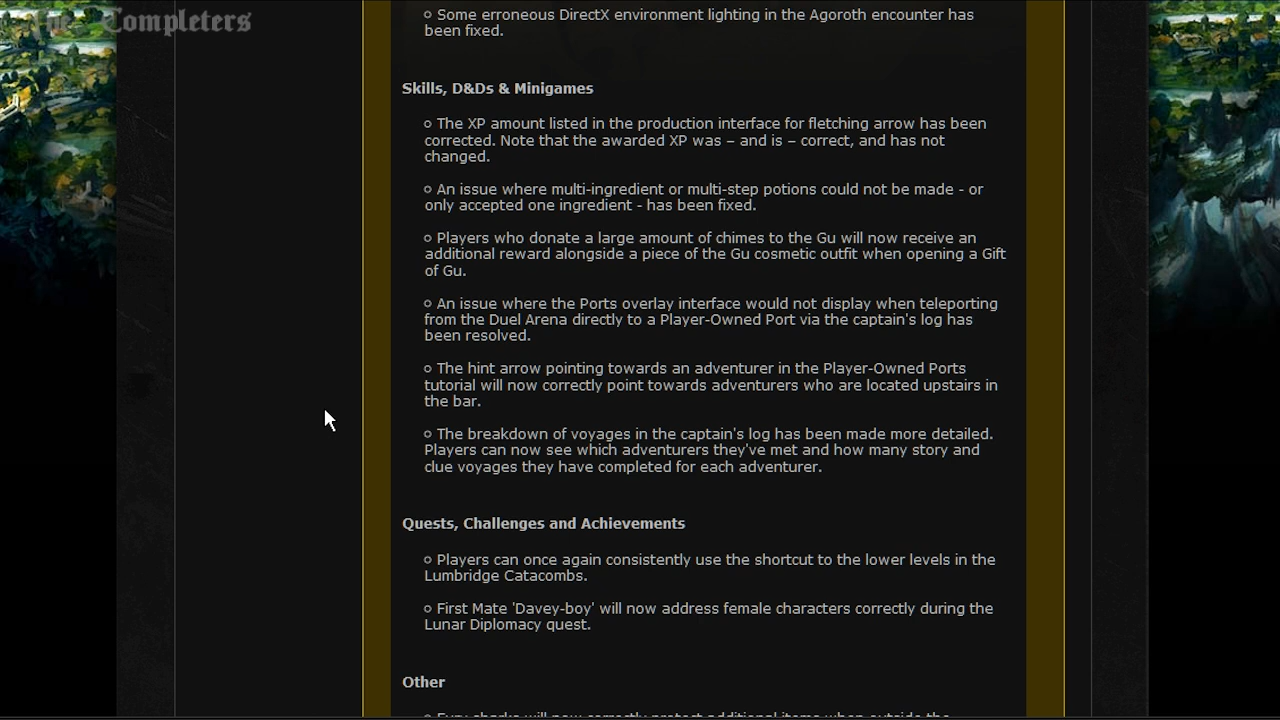 The Completers
o Some erroneous DirectX environment lighting in the Agoroth encounter has
been fixed.
Skills, D&Ds & Minigames
o The XP amount listed in the production interface for fletching arrow has been
corrected. Note that the awarded XP was – and is – correct, and has not
changed.
o An issue where multi-ingredient or multi-step potions could not be made - or
only accepted one ingredient - has been fixed.
o Players who donate a large amount of chimes to the Gu will now receive an
additional reward alongside a piece of the Gu cosmetic outfit when opening a Gift
of Gu.
o An issue where the Ports overlay interface would not display when teleporting
from the Duel Arena directly to a Player-Owned Port via the captain's log has
been resolved.
o The hint arrow pointing towards an adventurer in the Player-Owned Ports
tutorial will now correctly point towards adventurers who are located upstairs in
the bar.
o The breakdown of voyages in the captain's log has been made more detailed.
Players can now see which adventurers they've met and how many story and
clue voyages they have completed for each adventurer.
Quests, Challenges and Achievements
o Players can once again consistently use the shortcut to the lower levels in the
Lumbridge Catacombs.
o First Mate 'Davey-boy' will now address female characters correctly during the
Lunar Diplomacy quest.
Other
o Fury sharks will now correctly protect additional items when outside the